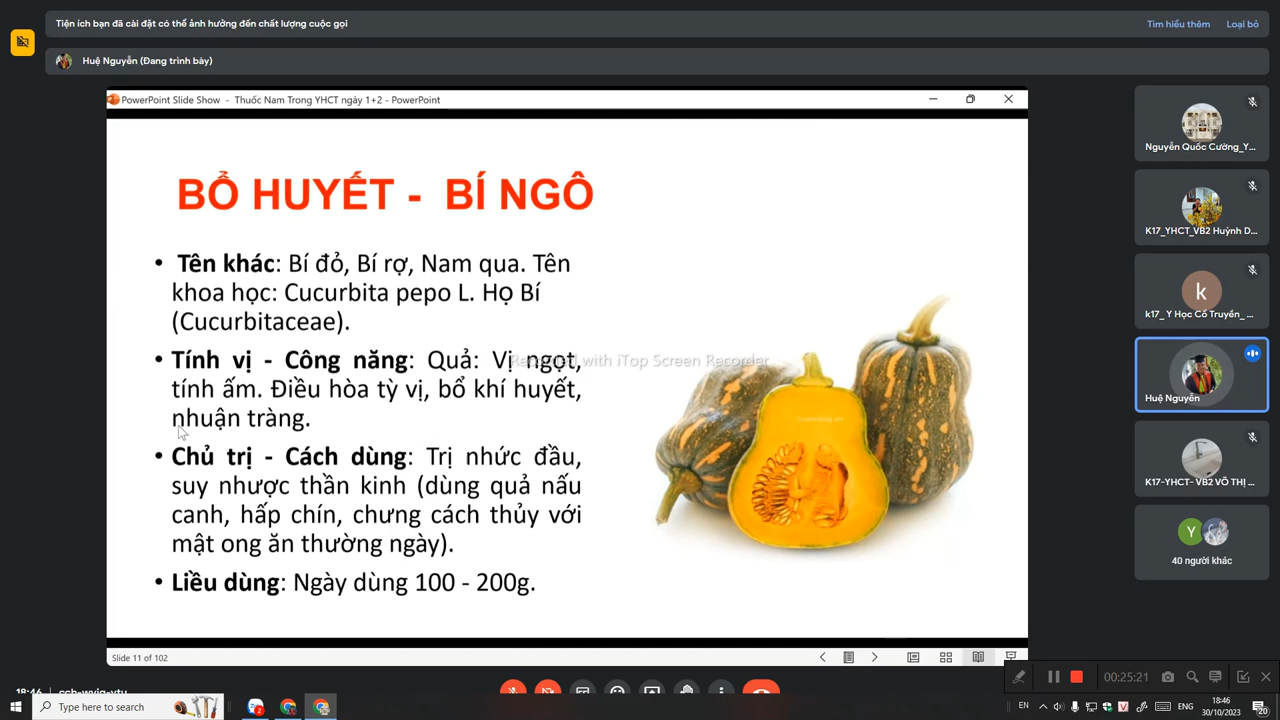 Tiện ích bạn đã cài đặt có thể ảnh hưởng đến chất lượng cuộc gọi
Tìm hiểu thêm
Loại bỏ
Huệ Nguyễn (Đang trình bày)
PowerPoint Slide Show - Thuốc Nam Trong YHCT ngày 1+2 - PowerPoint
BỔ HUYẾT - BÍ NGÔ
• Tên khác: Bí đỏ, Bí rợ, Nam qua. Tên
khoa học: Cucurbita pepo L. Họ Bí
(Cucurbitaceae).
• Tính vị - Công năng: Quả: Vị ngọt,
tính ấm. Điều hòa tỳ vị, bổ khí huyết,
nhuận tràng.
• Chủ trị - Cách dùng: Trị nhức đầu,
suy nhược thần kinh (dùng quả nấu
canh, hấp chín, chưng cách thủy với
mật ong ăn thường ngày).
• Liều dùng: Ngày dùng 100 - 200g.
Recorded with iTop Screen Recorder
Slide 11 of 102
Nguyễn Quốc Cường_Y...
K17_YHCT_VB2 Huỳnh D...
k
k17_ Y Học Cổ Truyền_ ...
Huệ Nguyễn
K17-YHCT- VB2 VÕ THỊ ...
Y
40 người khác
00:25:21
18:46
Type here to search
2
EN
V
18:46
30/10/2023
20